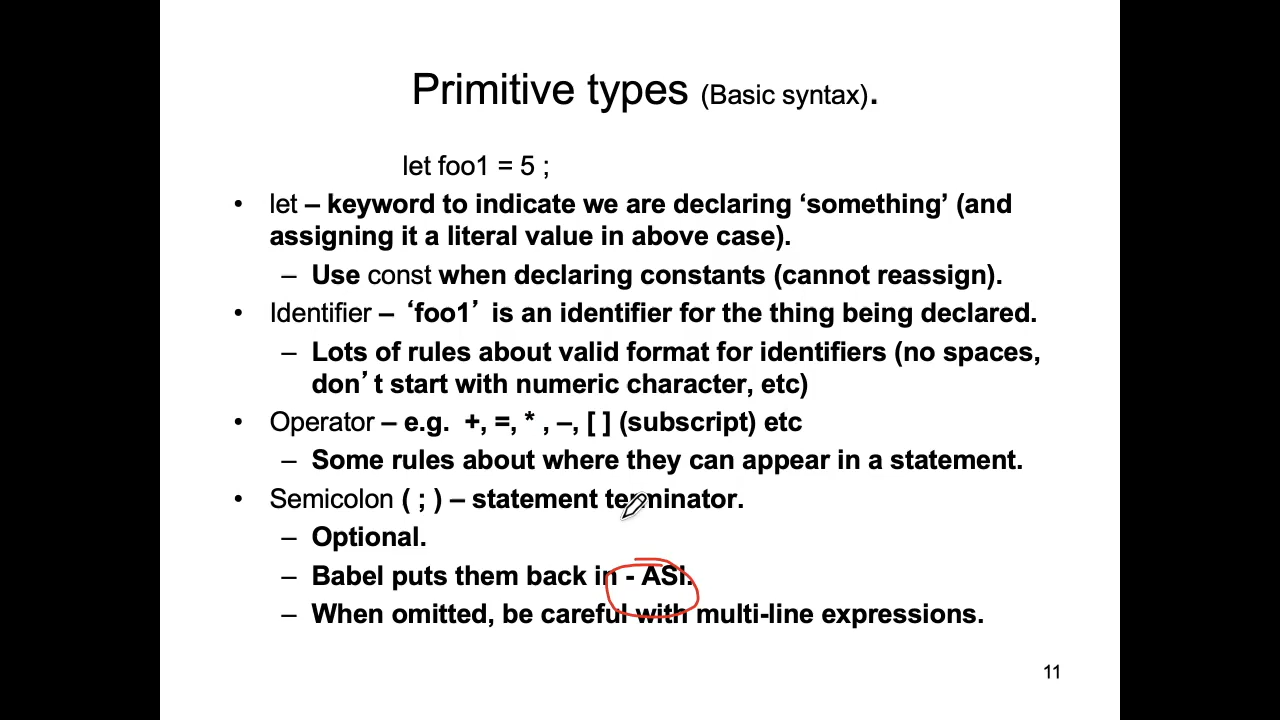 Primitive types (Basic syntax).
let foo1 = 5 ;
• let – keyword to indicate we are declaring ‘something’ (and
assigning it a literal value in above case).
– Use const when declaring constants (cannot reassign).
• Identifier – ‘foo1’ is an identifier for the thing being declared.
– Lots of rules about valid format for identifiers (no spaces,
don’t start with numeric character, etc)
• Operator – e.g. +, =, * , –, [ ] (subscript) etc
– Some rules about where they can appear in a statement.
• Semicolon ( ; ) – statement terminator.
– Optional.
– Babel puts them back in - ASI.
– When omitted, be careful with multi-line expressions.
11